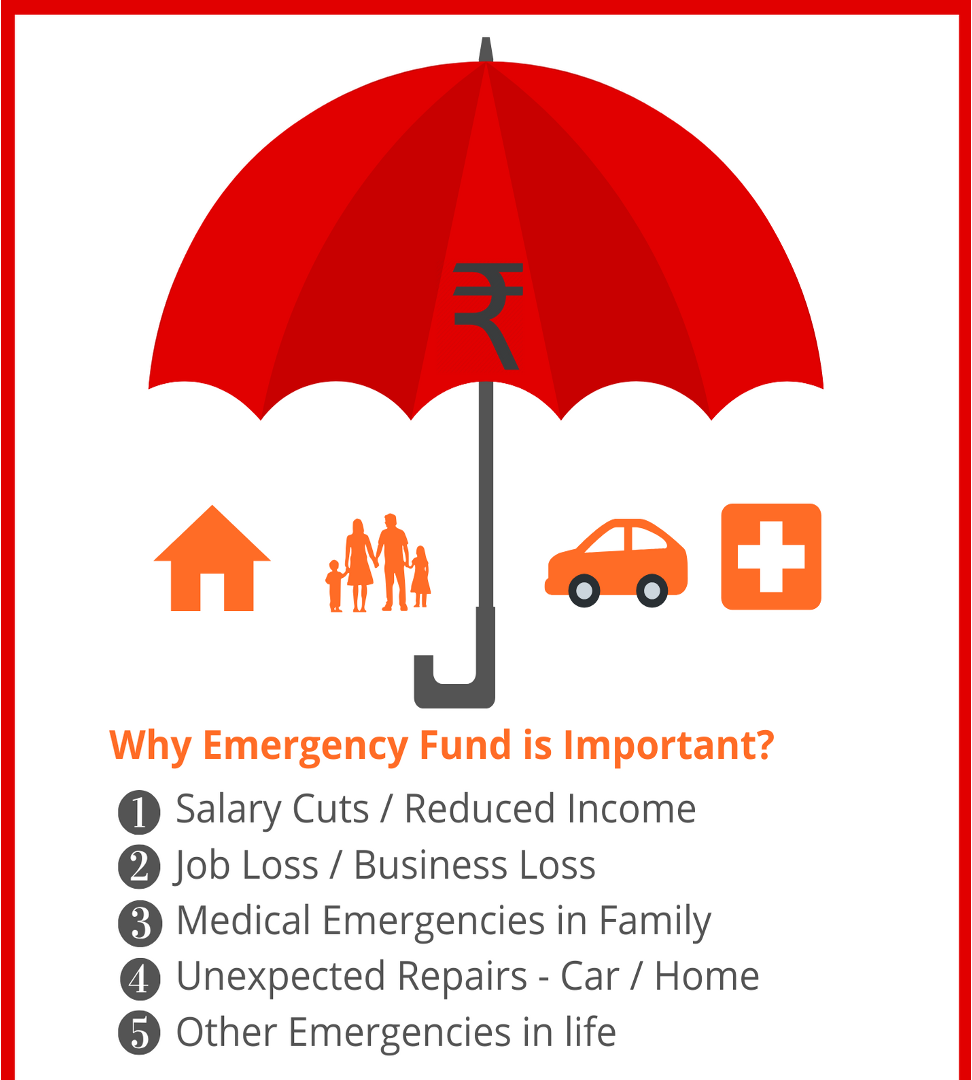 ₹
Why Emergency Fund is Important?
1 Salary Cuts / Reduced Income
2 Job Loss / Business Loss
3 Medical Emergencies in Family
4 Unexpected Repairs - Car / Home
5 Other Emergencies in life